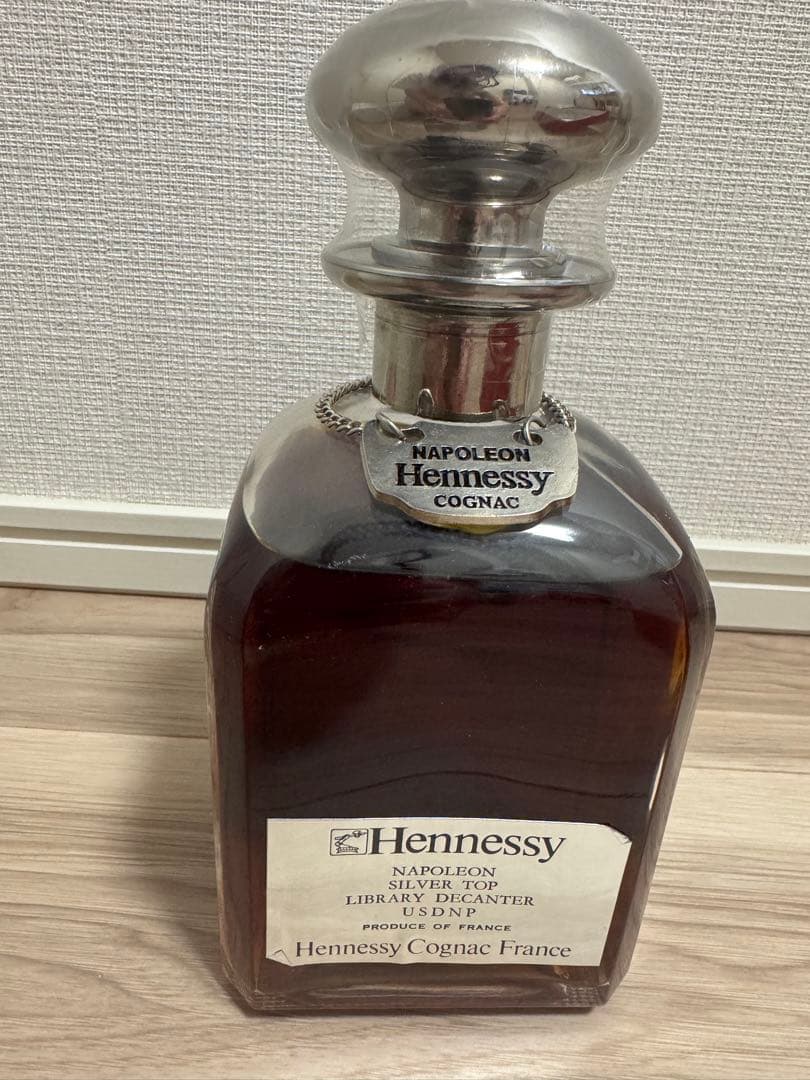 NAPOLEON
Hennessy
COGNAC
Hennessy
NAPOLEON
SILVER TOP
LIBRARY DECANTER
USDNP
PRODUCE OF FRANCE
Hennessy Cognac France